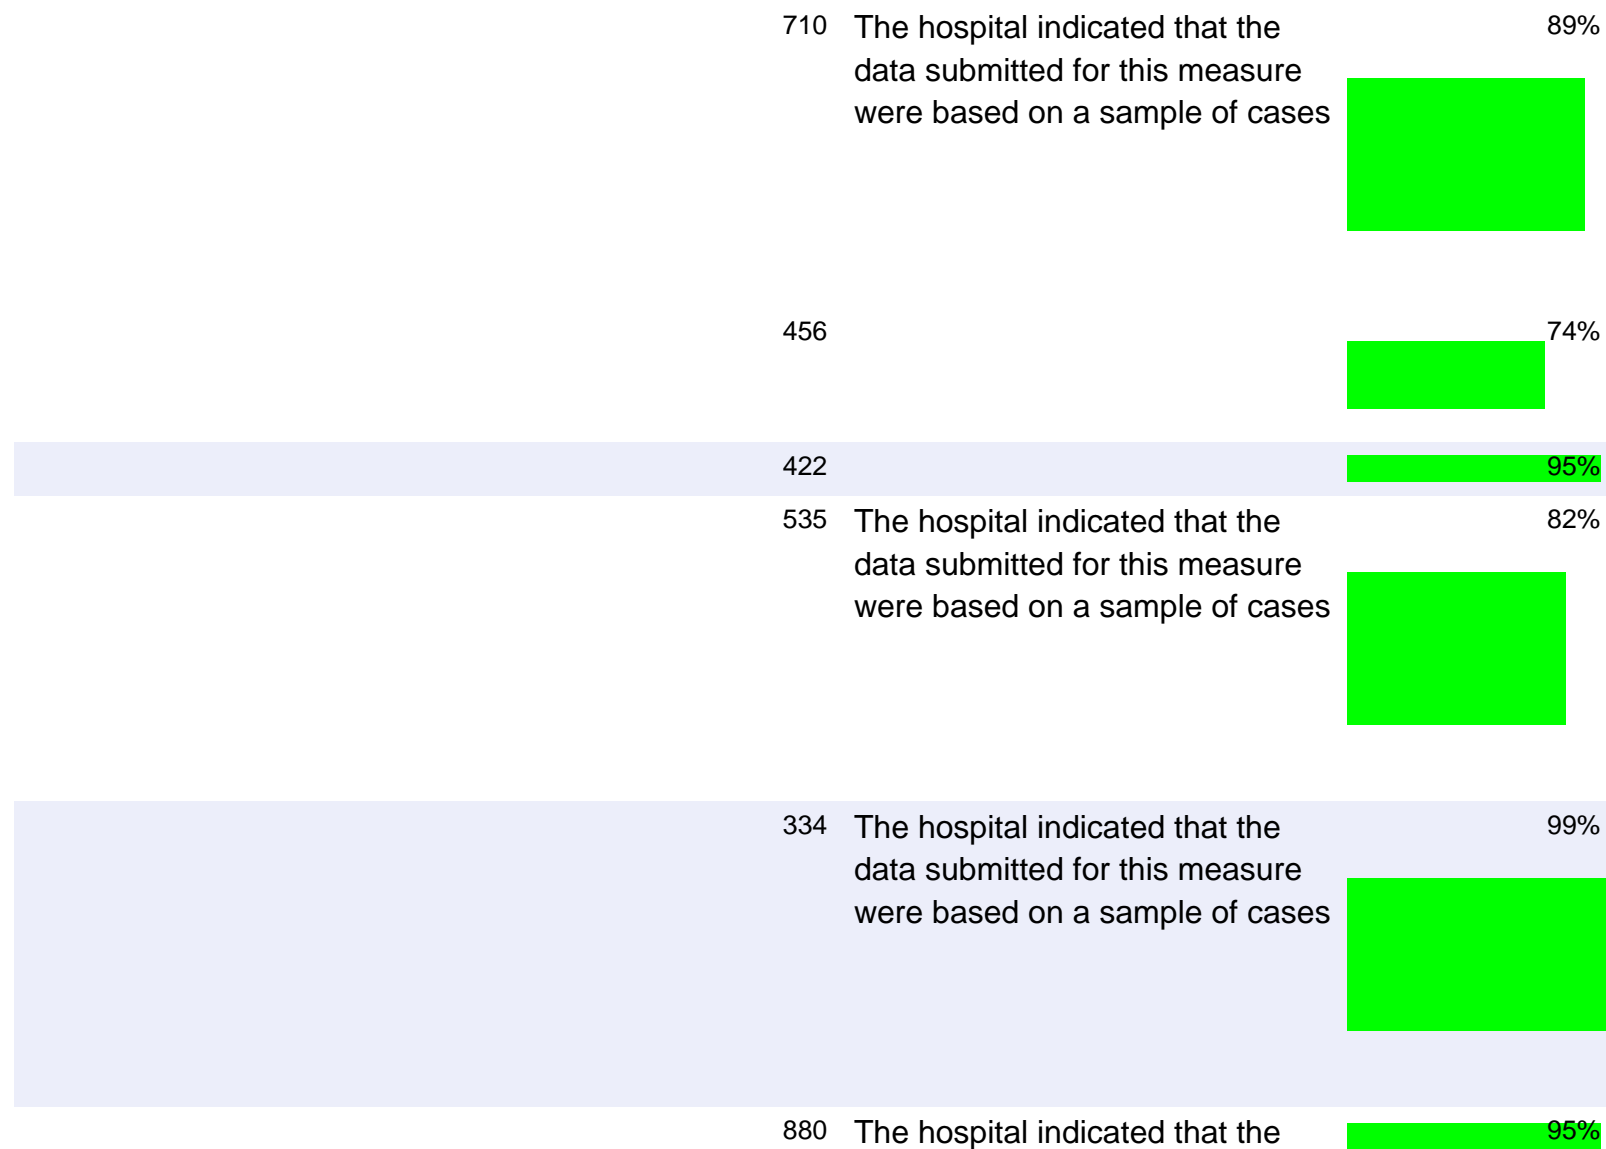 710 The hospital indicated that the 89%
data submitted for this measure
were based on a sample of cases
456 74%
422 95%
535 The hospital indicated that the 82%
data submitted for this measure
were based on a sample of cases
334 The hospital indicated that the 99%
data submitted for this measure
were based on a sample of cases
880 The hospital indicated that the 95%